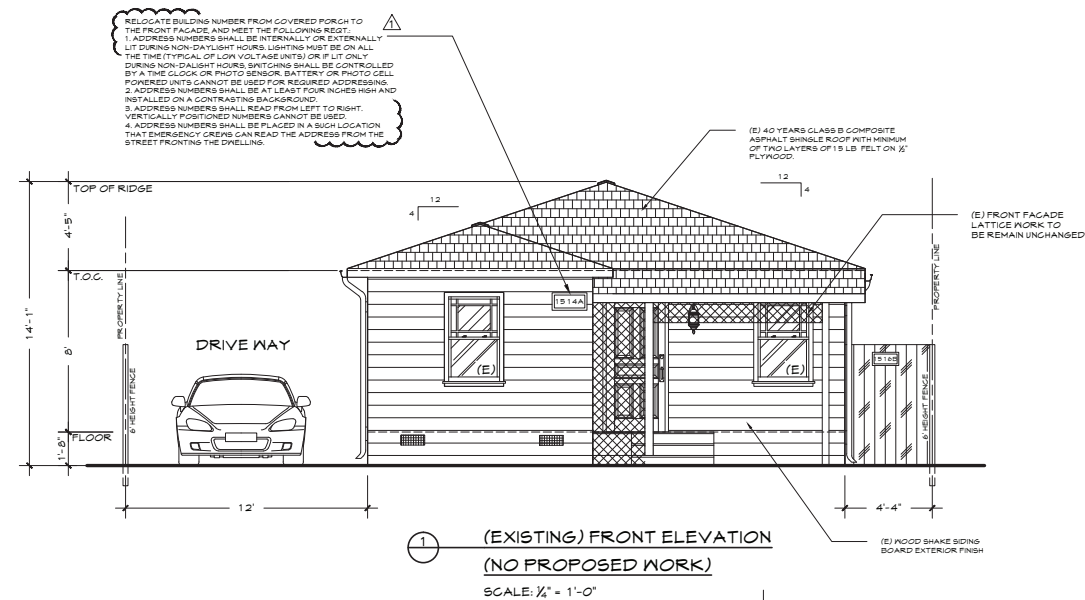 RELOCATE BUILDING NUMBER FROM COVERED PORCH TO
THE FRONT FACADE, AND MEET THE FOLLOWING REQT.:
1. ADDRESS NUMBERS SHALL BE INTERNALLY OR EXTERNALLY
LIT DURING NON-DAYLIGHT HOURS. LIGHTING MUST BE ON ALL
THE TIME (TYPICAL OF LOW VOLTAGE UNITS) OR IF LIT ONLY
DURING NON-DALIGHT HOURS, SWITCHING SHALL BE CONTROLLED
BY A TIME CLOCK OR PHOTO SENSOR. BATTERY OR PHOTO CELL
POWERED UNITS CANNOT BE USED FOR REQUIRED ADDRESSING.
2. ADDRESS NUMBERS SHALL BE AT LEAST FOUR INCHES HIGH AND
INSTALLED ON A CONTRASTING BACKGROUND.
3. ADDRESS NUMBERS SHALL READ FROM LEFT TO RIGHT.
VERTICALLY POSITIONED NUMBERS CANNOT BE USED.
4. ADDRESS NUMBERS SHALL BE PLACED IN A SUCH LOCATION
THAT EMERGENCY CREWS CAN READ THE ADDRESS FROM THE
STREET FRONTING THE DWELLING.
1
(E) 40 YEARS CLASS B COMPOSITE
ASPHALT SHINGLE ROOF WITH MINIMUM
OF TWO LAYERS OF 15 LB FELT ON ½"
PLYWOOD.
TOP OF RIDGE
12
4
12
4
(E) FRONT FACADE
LATTICE WORK TO
BE REMAIN UNCHANGED
4'-5"
T.O.C.
PROPERTY LINE
PROPERTY LINE
14'-1"
8'
1514A
DRIVE WAY
1516B
(E)
(E)
6' HEIGHT FENCE
6' HEIGHT FENCE
FLOOR
1'-8"
12'
4'-4"
(E) WOOD SHAKE SIDING
BOARD EXTERIOR FINISH
1
(EXISTING) FRONT ELEVATION
(NO PROPOSED WORK)
SCALE: ¼" = 1'-0"